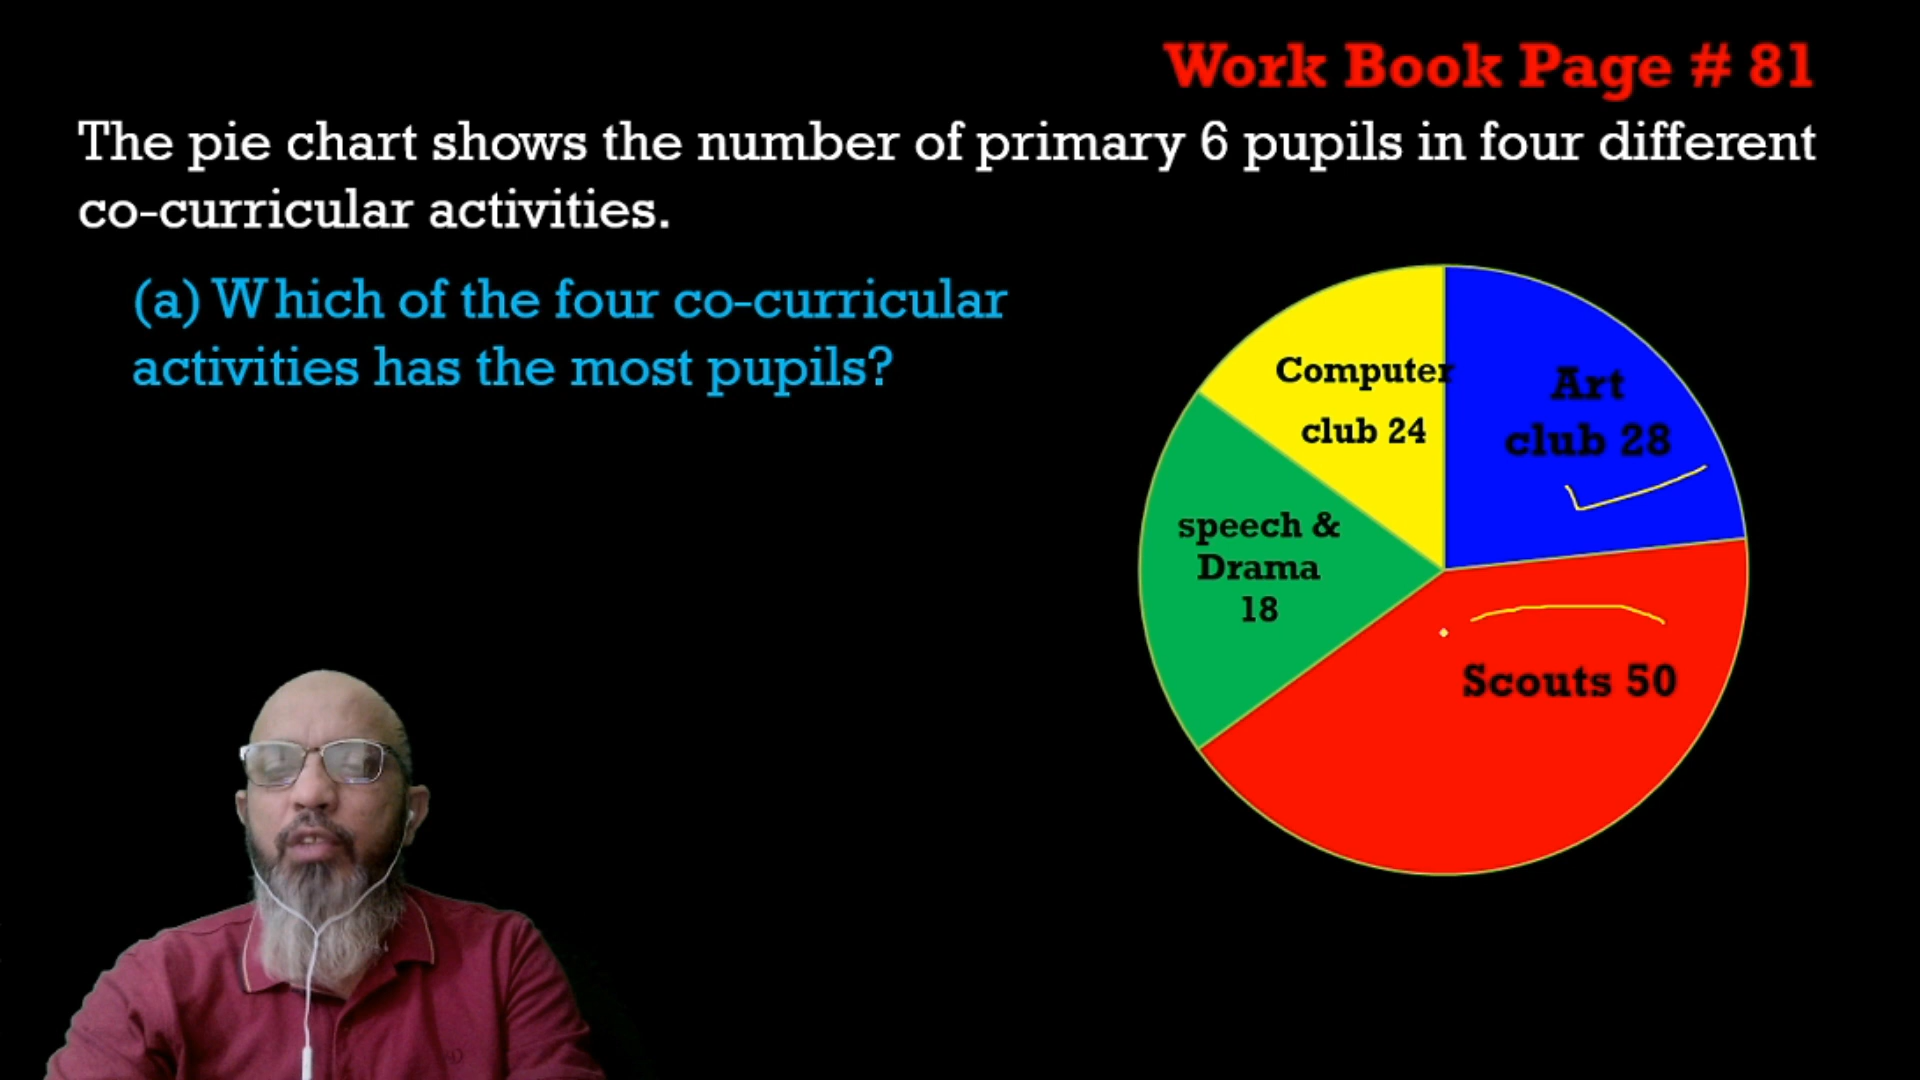 Work Book Page # 81
The pie chart shows the number of primary 6 pupils in four different
co-curricular activities.
(a) Which of the four co-curricular
activities has the most pupils?
Computer
club 24
Art
club 28
speech &
Drama
18
Scouts 50